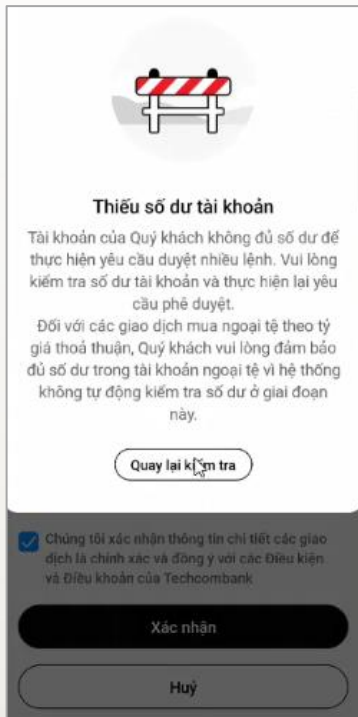 Thiếu số dư tài khoản
Tài khoản của Quý khách không đủ số dư để
thực hiện yêu cầu duyệt nhiều lệnh. Vui lòng
kiểm tra số dư tài khoản và thực hiện lại yêu
cầu phê duyệt.
Đối với các giao dịch mua ngoại tệ theo tỷ
giá thoả thuận, Quý khách vui lòng đảm bảo
đủ số dư trong tài khoản ngoại tệ vì hệ thống
không tự động kiểm tra số dư ở giai đoạn
này.
Quay lại kiểm tra
Chúng tôi xác nhận thông tin chi tiết các giao
dịch là chính xác và đồng ý với các Điều kiện
và Điều khoản của Techcombank
Xác nhận
Huỷ